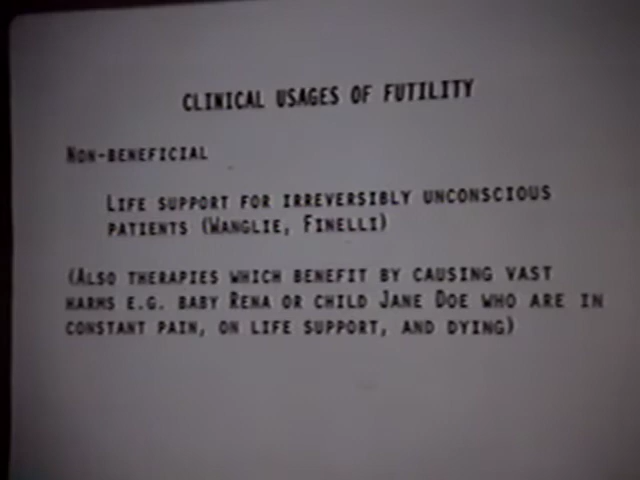 CLINICAL USAGES OF FUTILITY
NON-BENEFICIAL
LIFE SUPPORT FOR IRREVERSIBLY UNCONSCIOUS
PATIENTS (WANGLIE, FINELLI)
(ALSO THERAPIES WHICH BENEFIT BY CAUSING VAST
HARMS E.G. BABY RENA OR CHILD JANE DOE WHO ARE IN
CONSTANT PAIN, ON LIFE SUPPORT, AND DYING)